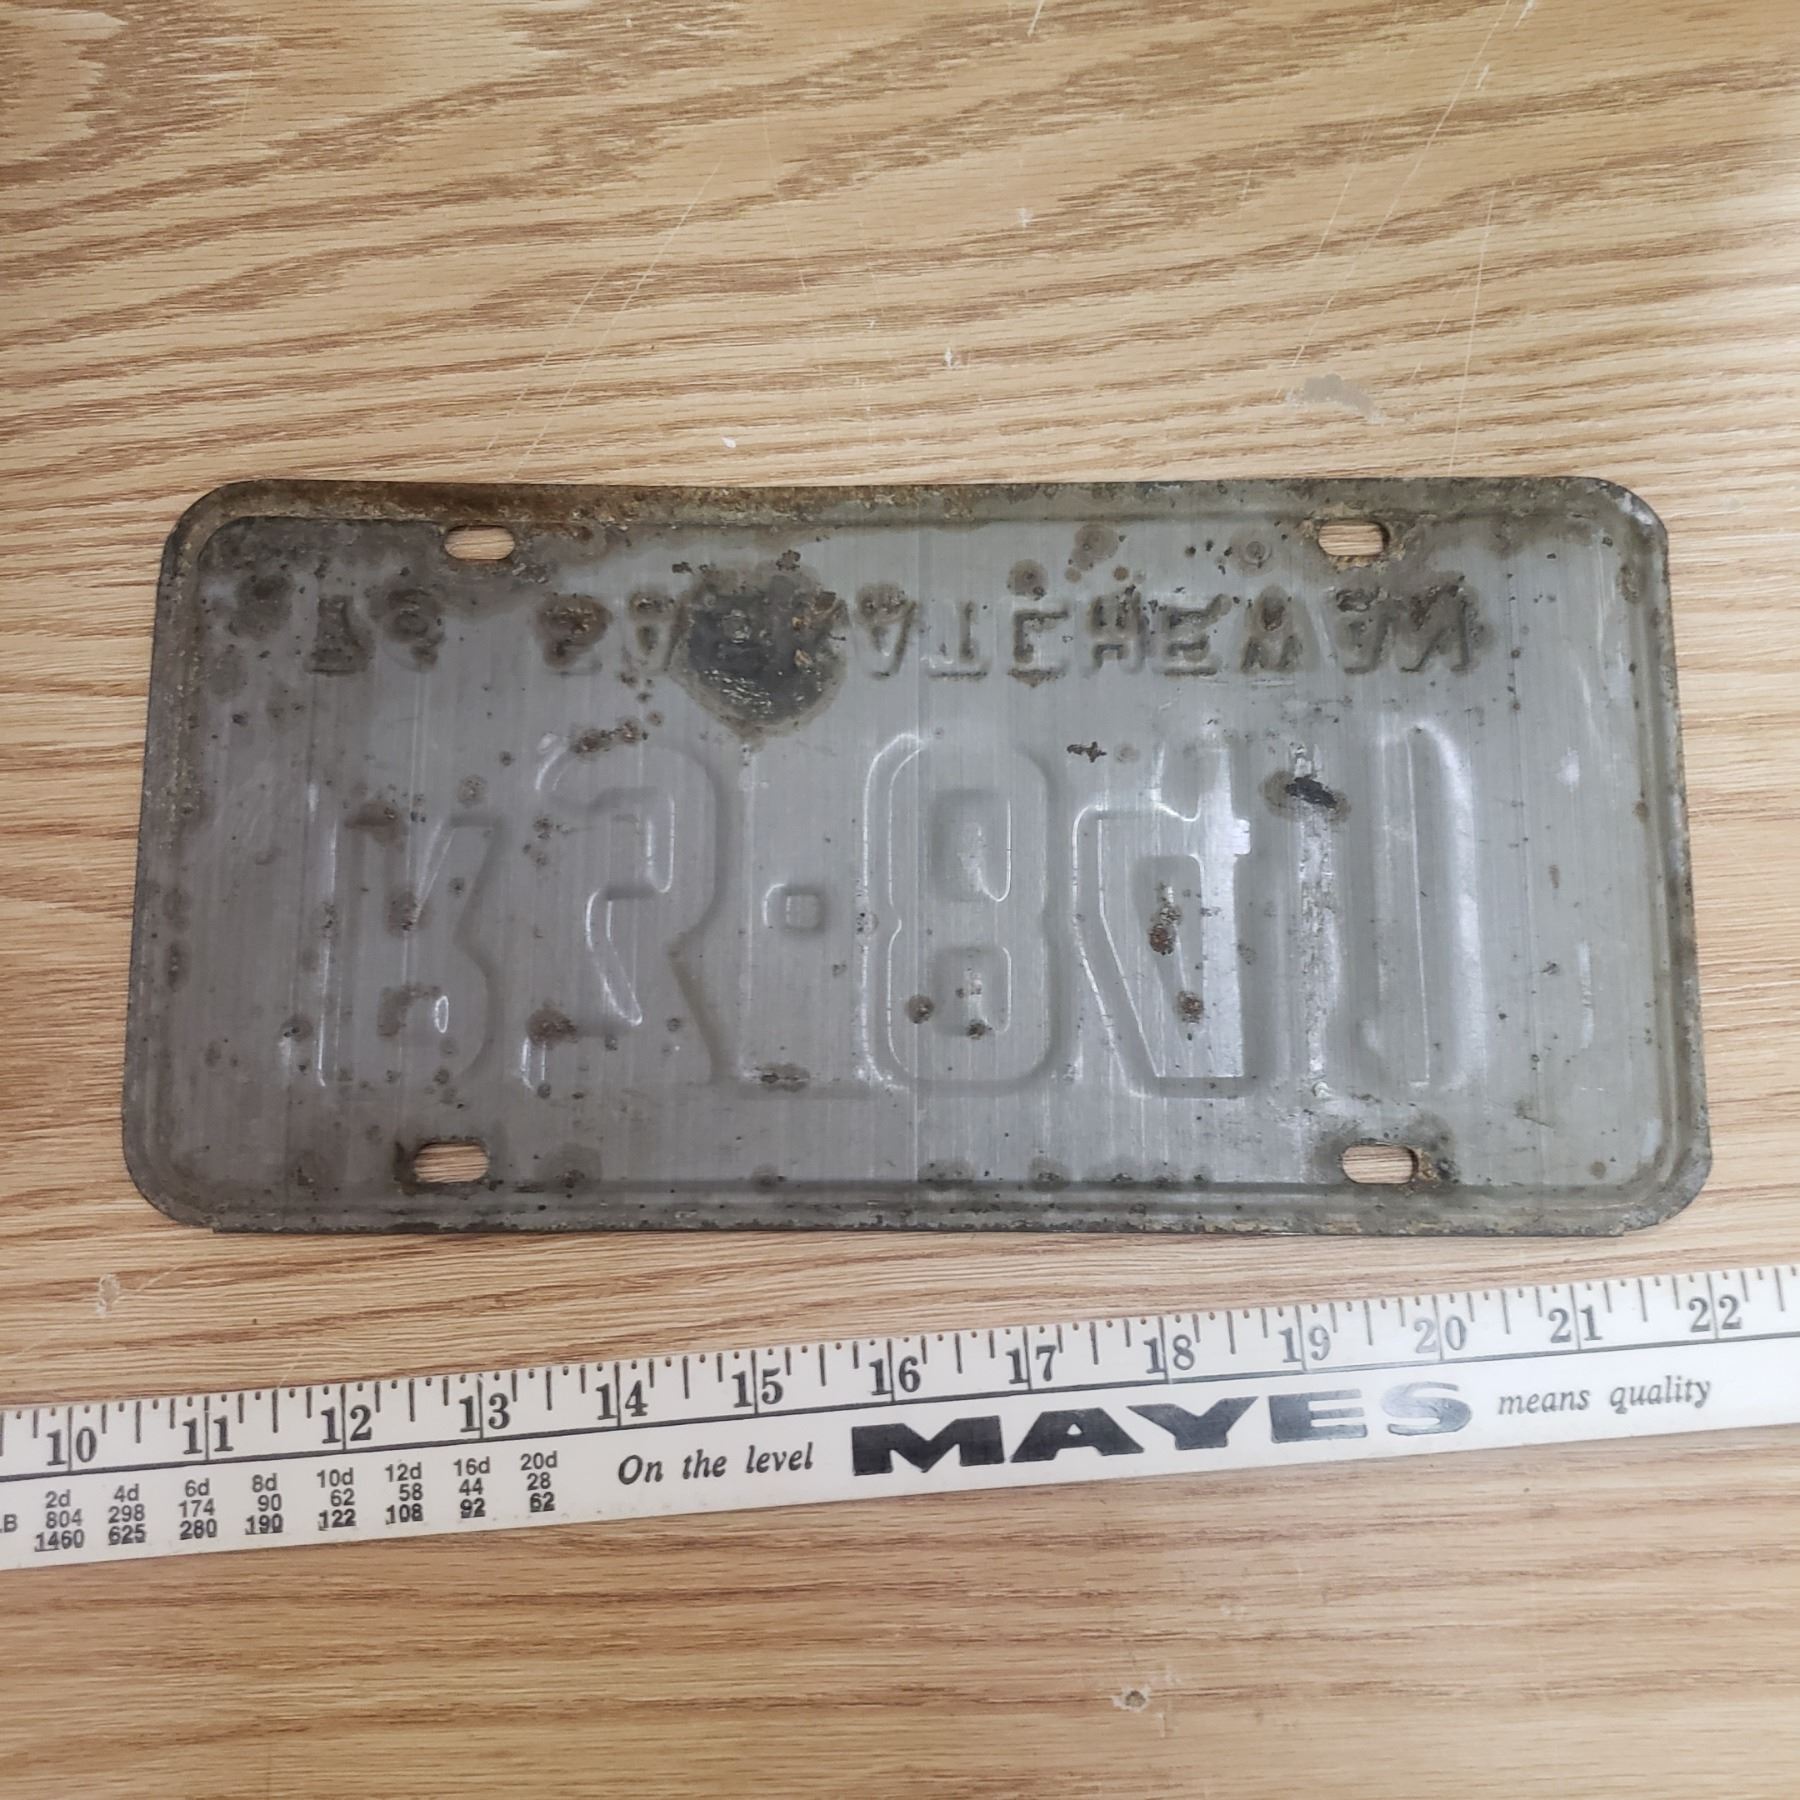 SASKATCHEWAN
10 11 12 13 14 15 16 17 18 19 20 21 22
2d 4d 6d 8d 10d 12d 16d 20d
804 298 174 90 62 58 44 28
1460 625 280 190 122 108 92 62
On the level MAYES means quality